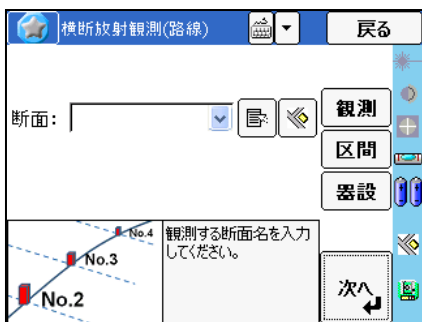 横断放射観測(路線)
戻る
断面:
観測
区間
器設
No.4
No.3
No.2
観測する断面名を入力
してください。
次へ